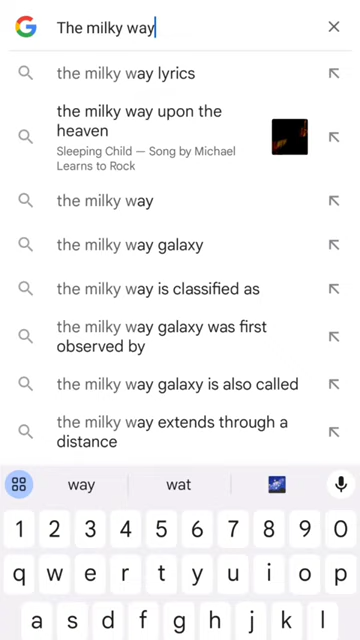 The milky way
the milky way lyrics
the milky way upon the
heaven
Sleeping Child — Song by Michael
Learns to Rock
the milky way
the milky way galaxy
the milky way is classified as
the milky way galaxy was first
observed by
the milky way galaxy is also called
the milky way extends through a
distance
way wat
1 2 3 4 5 6 7 8 9 0
q w e r t y u i o p
a s d f g h j k l